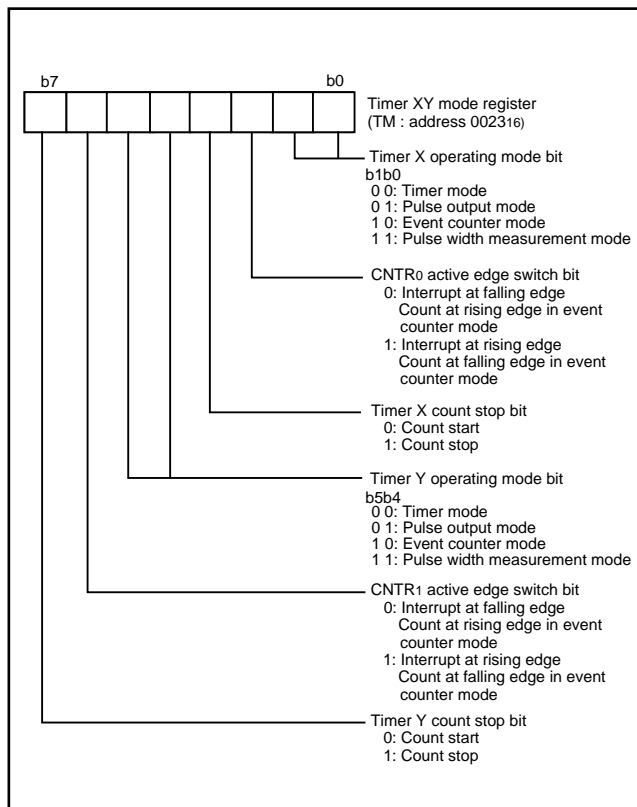 b7 b0
Timer XY mode register
(TM : address 002316)
Timer X operating mode bit
b1b0
0 0: Timer mode
0 1: Pulse output mode
1 0: Event counter mode
1 1: Pulse width measurement mode
CNTR0 active edge switch bit
0: Interrupt at falling edge
Count at rising edge in event
counter mode
1: Interrupt at rising edge
Count at falling edge in event
counter mode
Timer X count stop bit
0: Count start
1: Count stop
Timer Y operating mode bit
b5b4
0 0: Timer mode
0 1: Pulse output mode
1 0: Event counter mode
1 1: Pulse width measurement mode
CNTR1 active edge switch bit
0: Interrupt at falling edge
Count at rising edge in event
counter mode
1: Interrupt at rising edge
Count at falling edge in event
counter mode
Timer Y count stop bit
0: Count start
1: Count stop